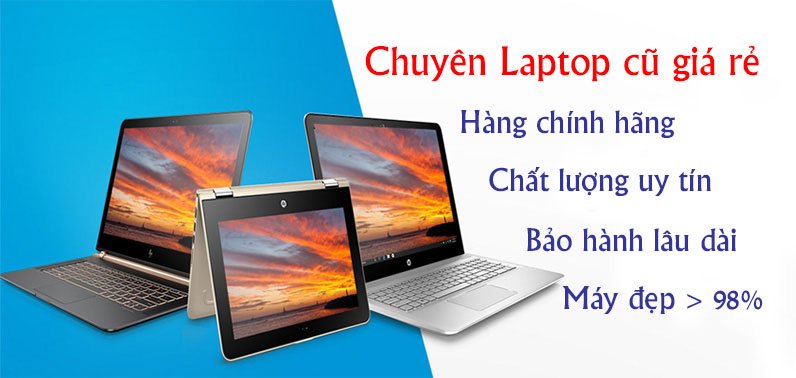 Chuyên Laptop cũ giá rẻ
Hàng chính hãng
Chất lượng uy tín
Bảo hành lâu dài
Máy đẹp > 98%